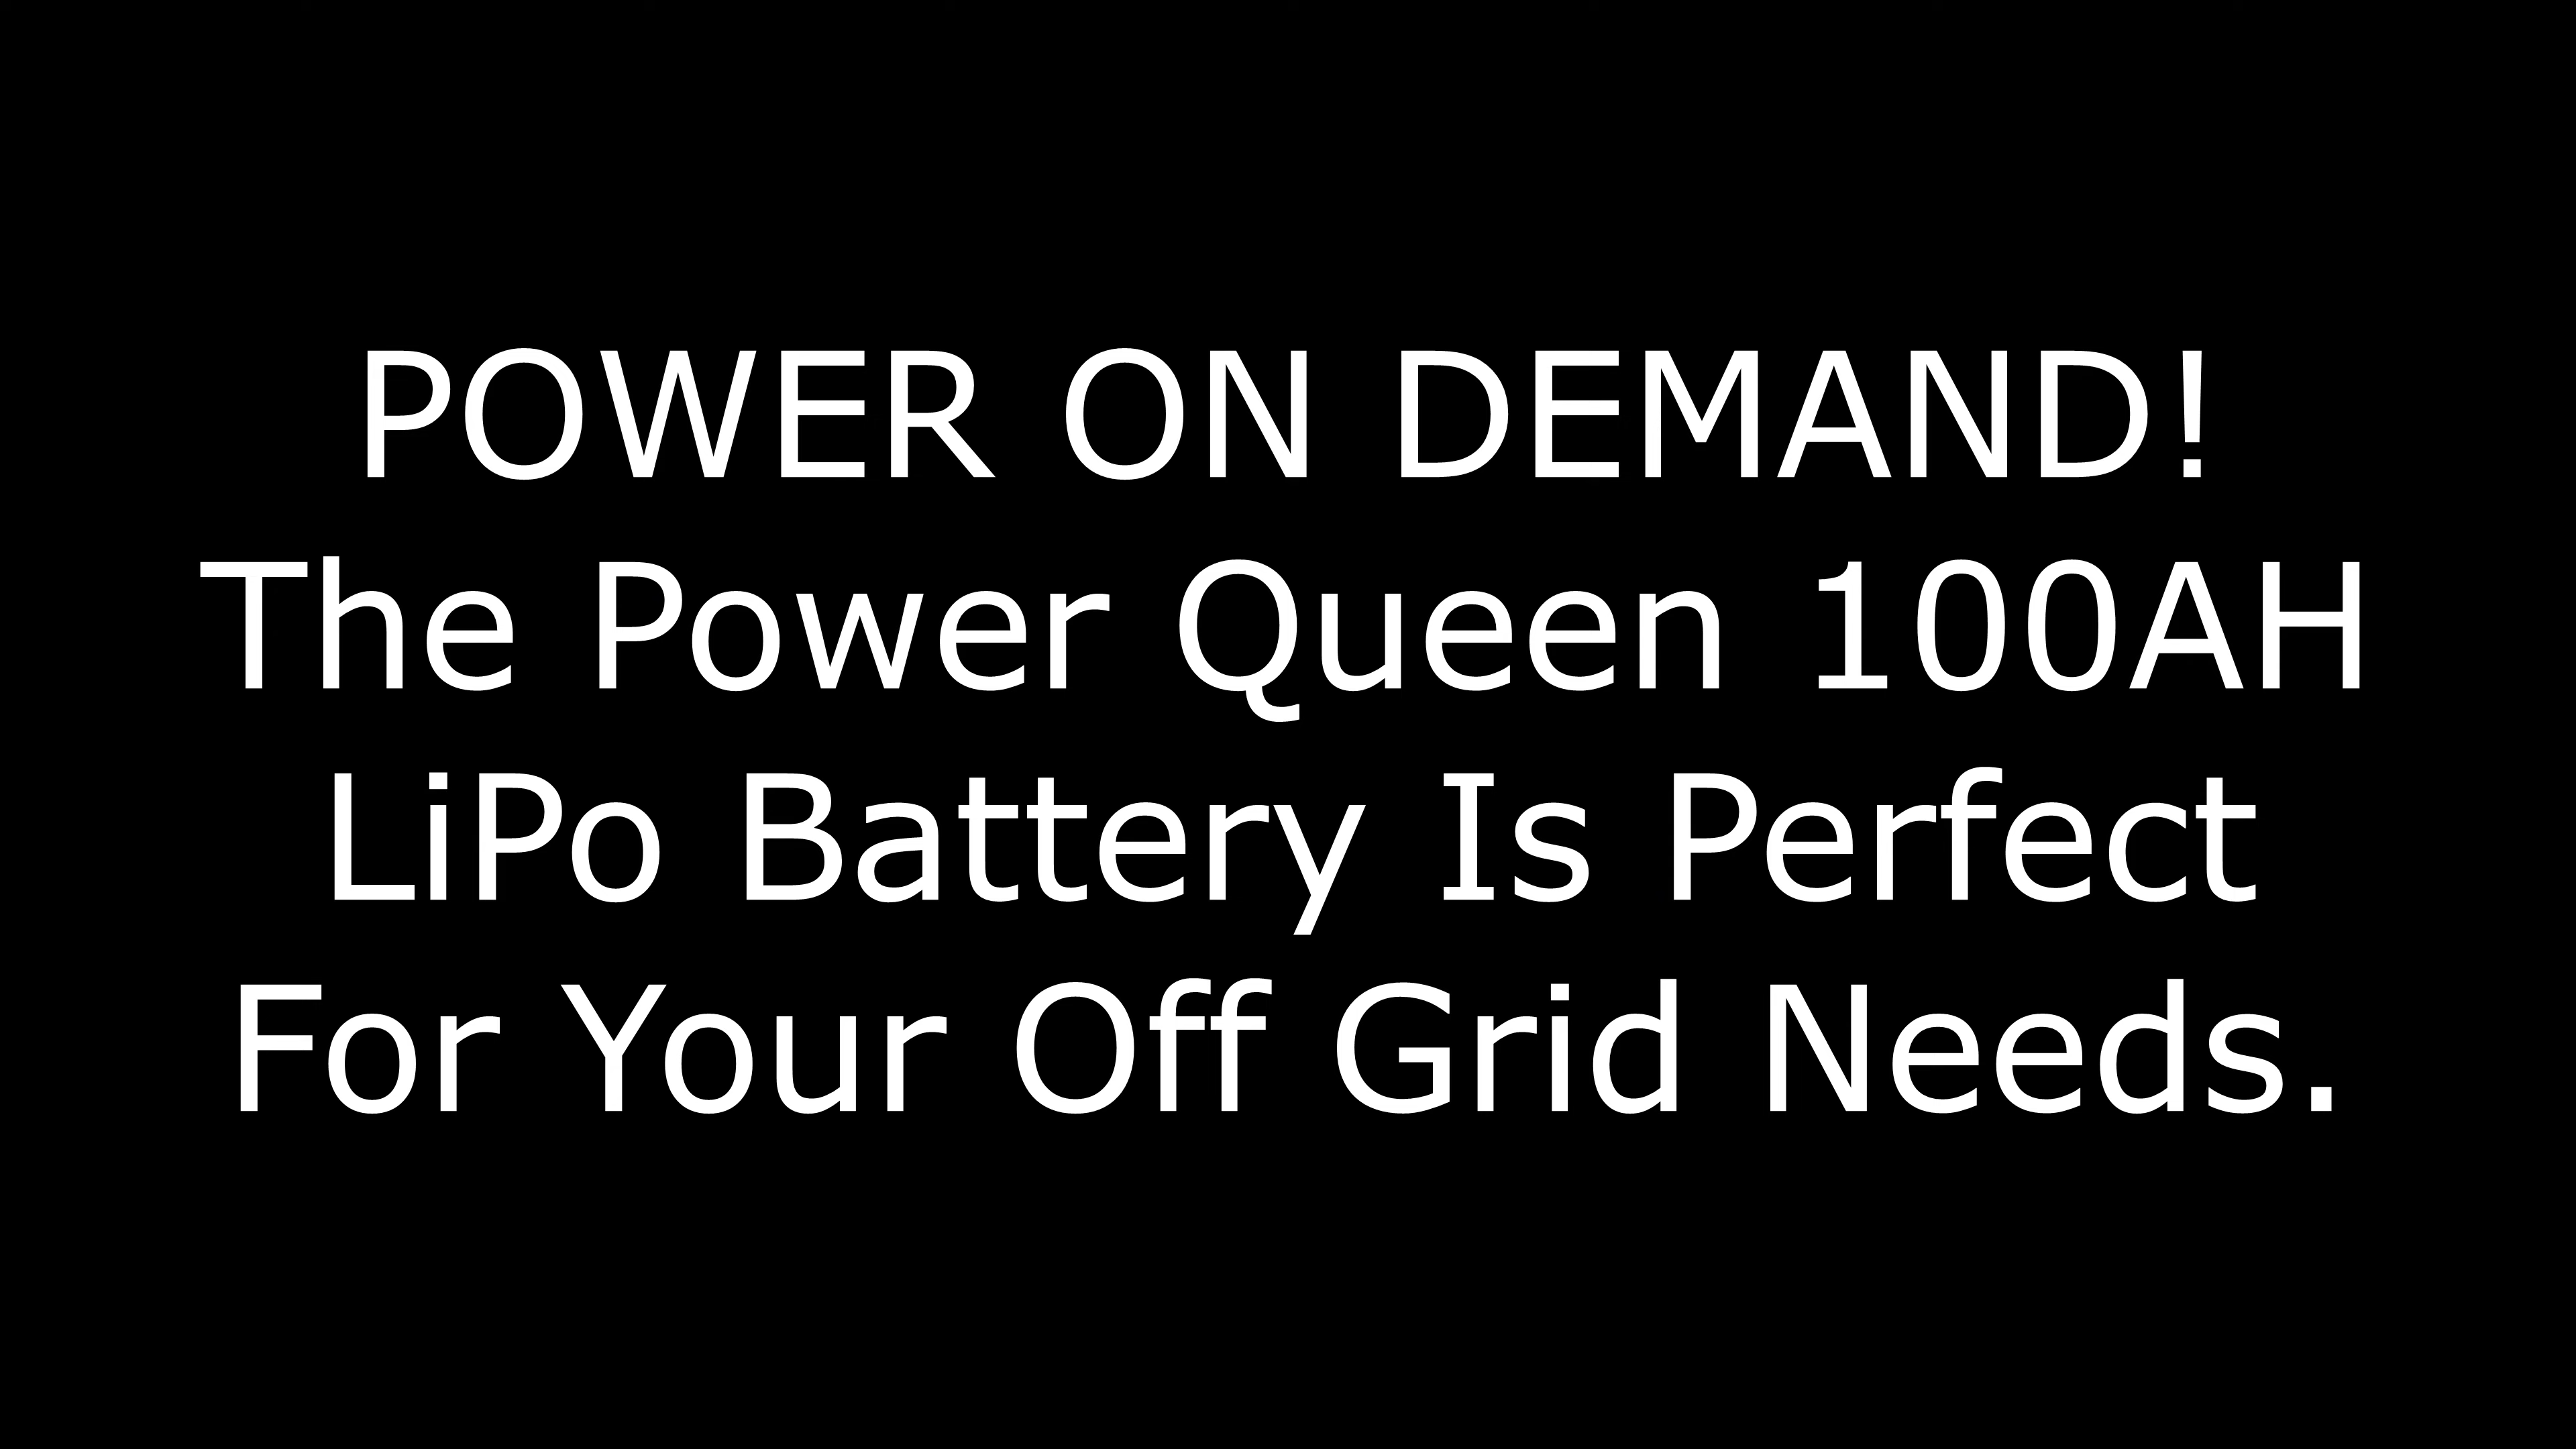 POWER ON DEMAND!
The Power Queen 100AH
LiPo Battery Is Perfect
For Your Off Grid Needs.